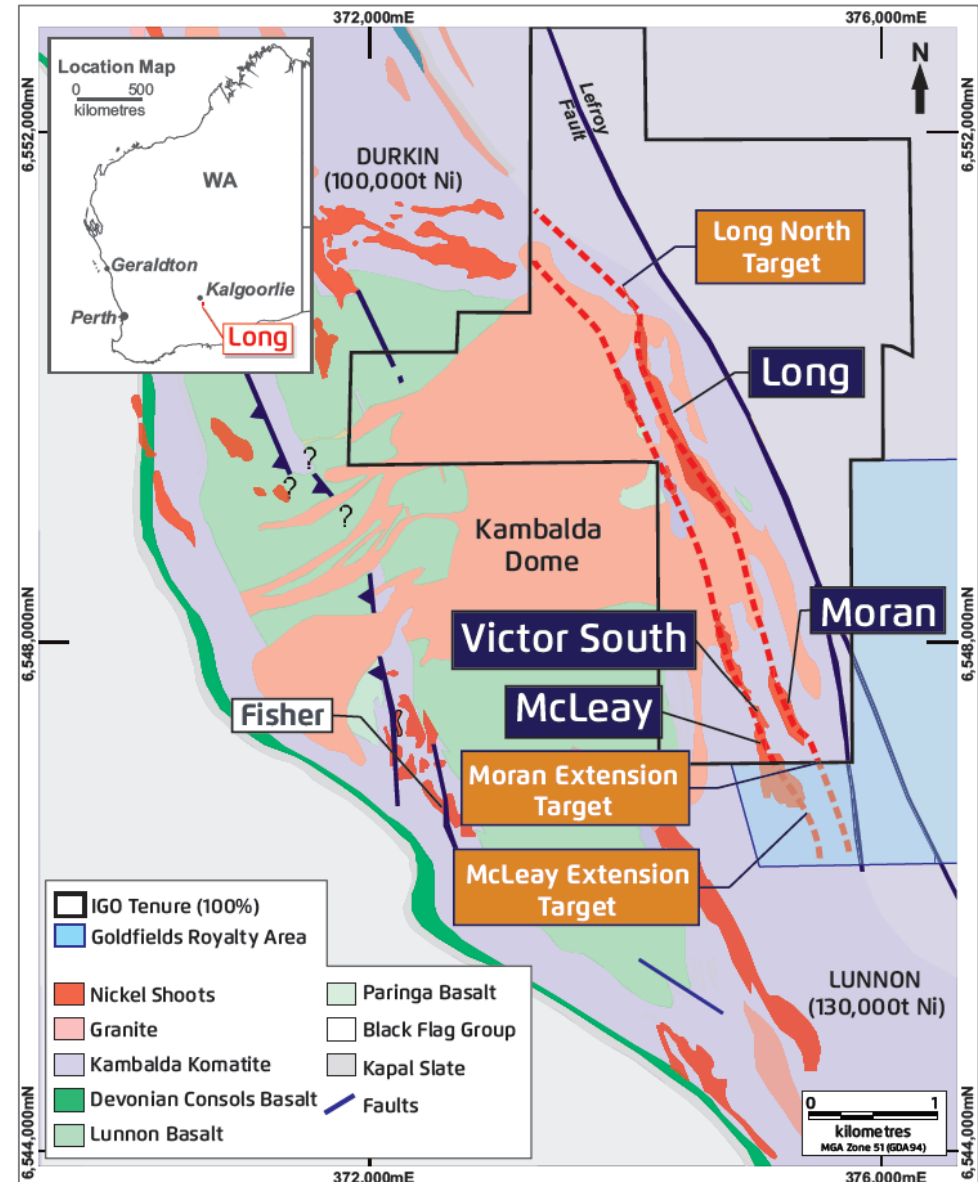 372,000mE
376,000mE
Location Map
0 500
kilometres
WA
Geraldton
Kalgoorlie
Perth
Long
N
Lefroy
Fault
6,552,000mN
6,552,000mN
DURKIN
(100,000t Ni)
Long North
Target
Long
?
?
?
Kambalda
Dome
Victor South
Moran
6,548,000mN
6,548,000mN
McLeay
Fisher
Moran Extension
Target
McLeay Extension
Target
LUNNON
(130,000t Ni)
IGO Tenure (100%)
Goldfields Royalty Area
Nickel Shoots
Granite
Kambalda Komatite
Devonian Consols Basalt
Lunnon Basalt
Paringa Basalt
Black Flag Group
Kapal Slate
Faults
0 1
kilometres
MGA Zone 51 (GDA94)
6,544,000mN
6,544,000mN
372,000mE
376,000mE